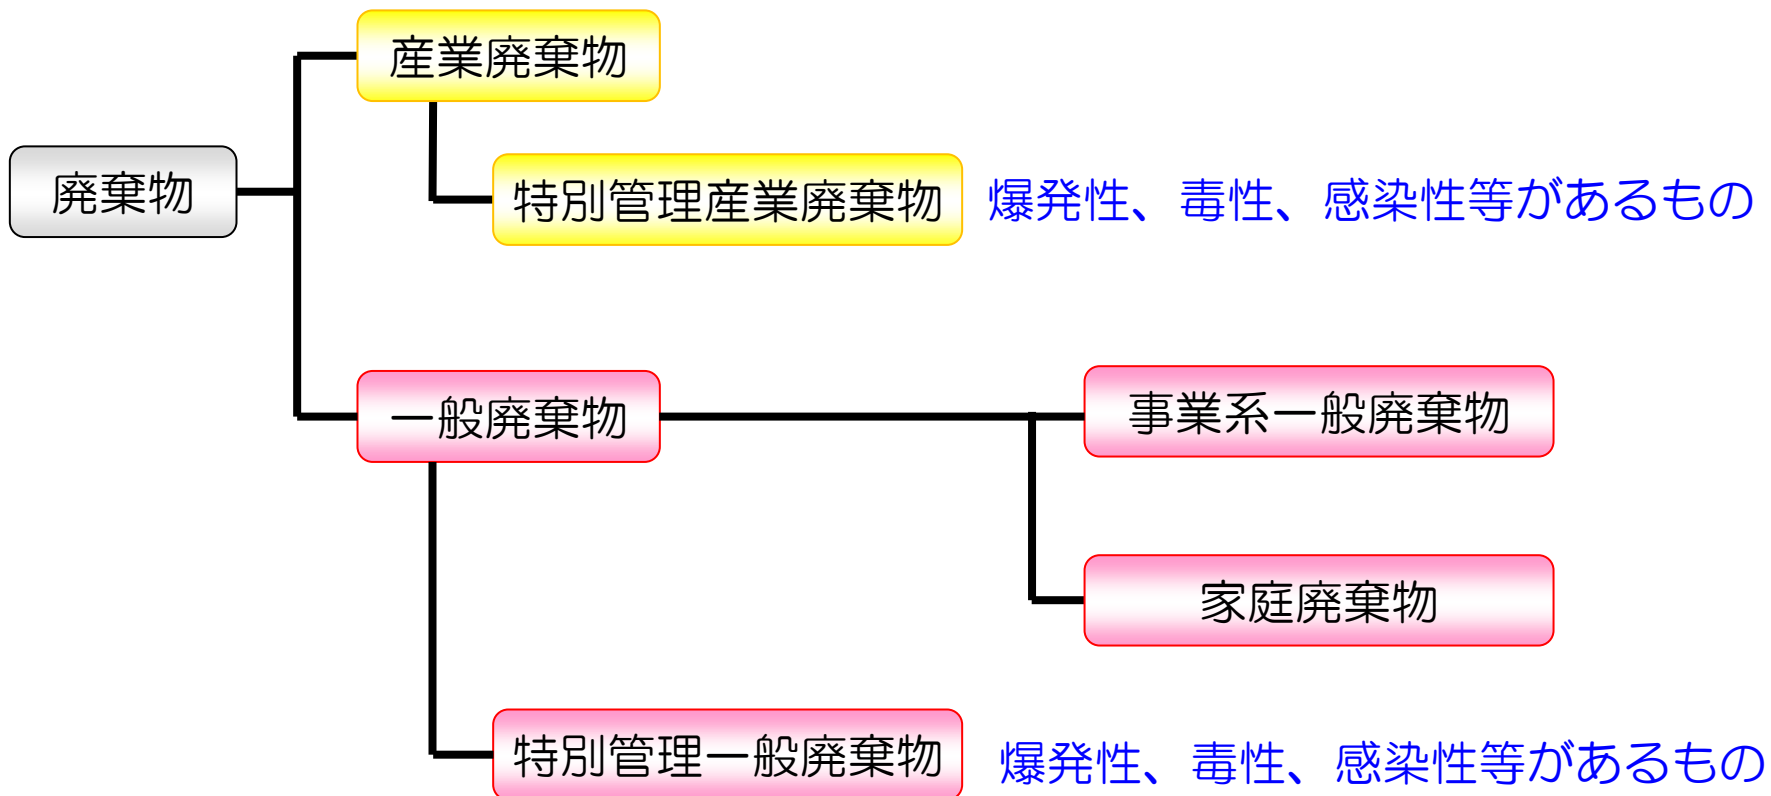 産業廃棄物
廃棄物
特別管理産業廃棄物 爆発性、毒性、感染性等があるもの
一般廃棄物
事業系一般廃棄物
家庭廃棄物
特別管理一般廃棄物 爆発性、毒性、感染性等があるもの